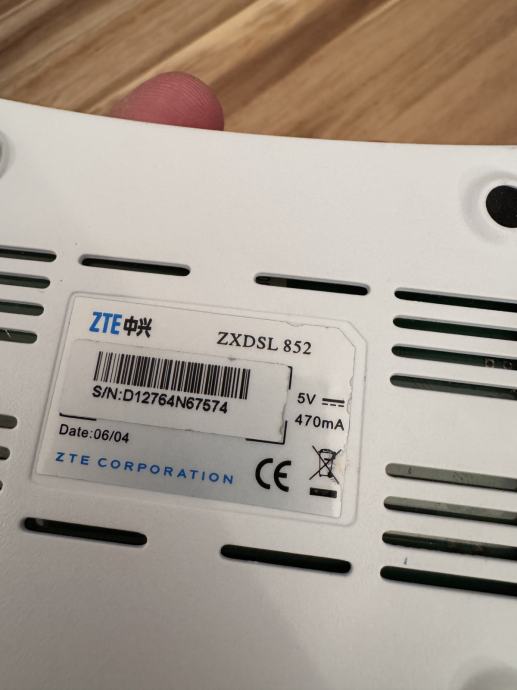 ZTE中兴
ZXDSL 852
S/N:D12764N67574
5V
470mA
Date:06/04
ZTE CORPORATION
CE